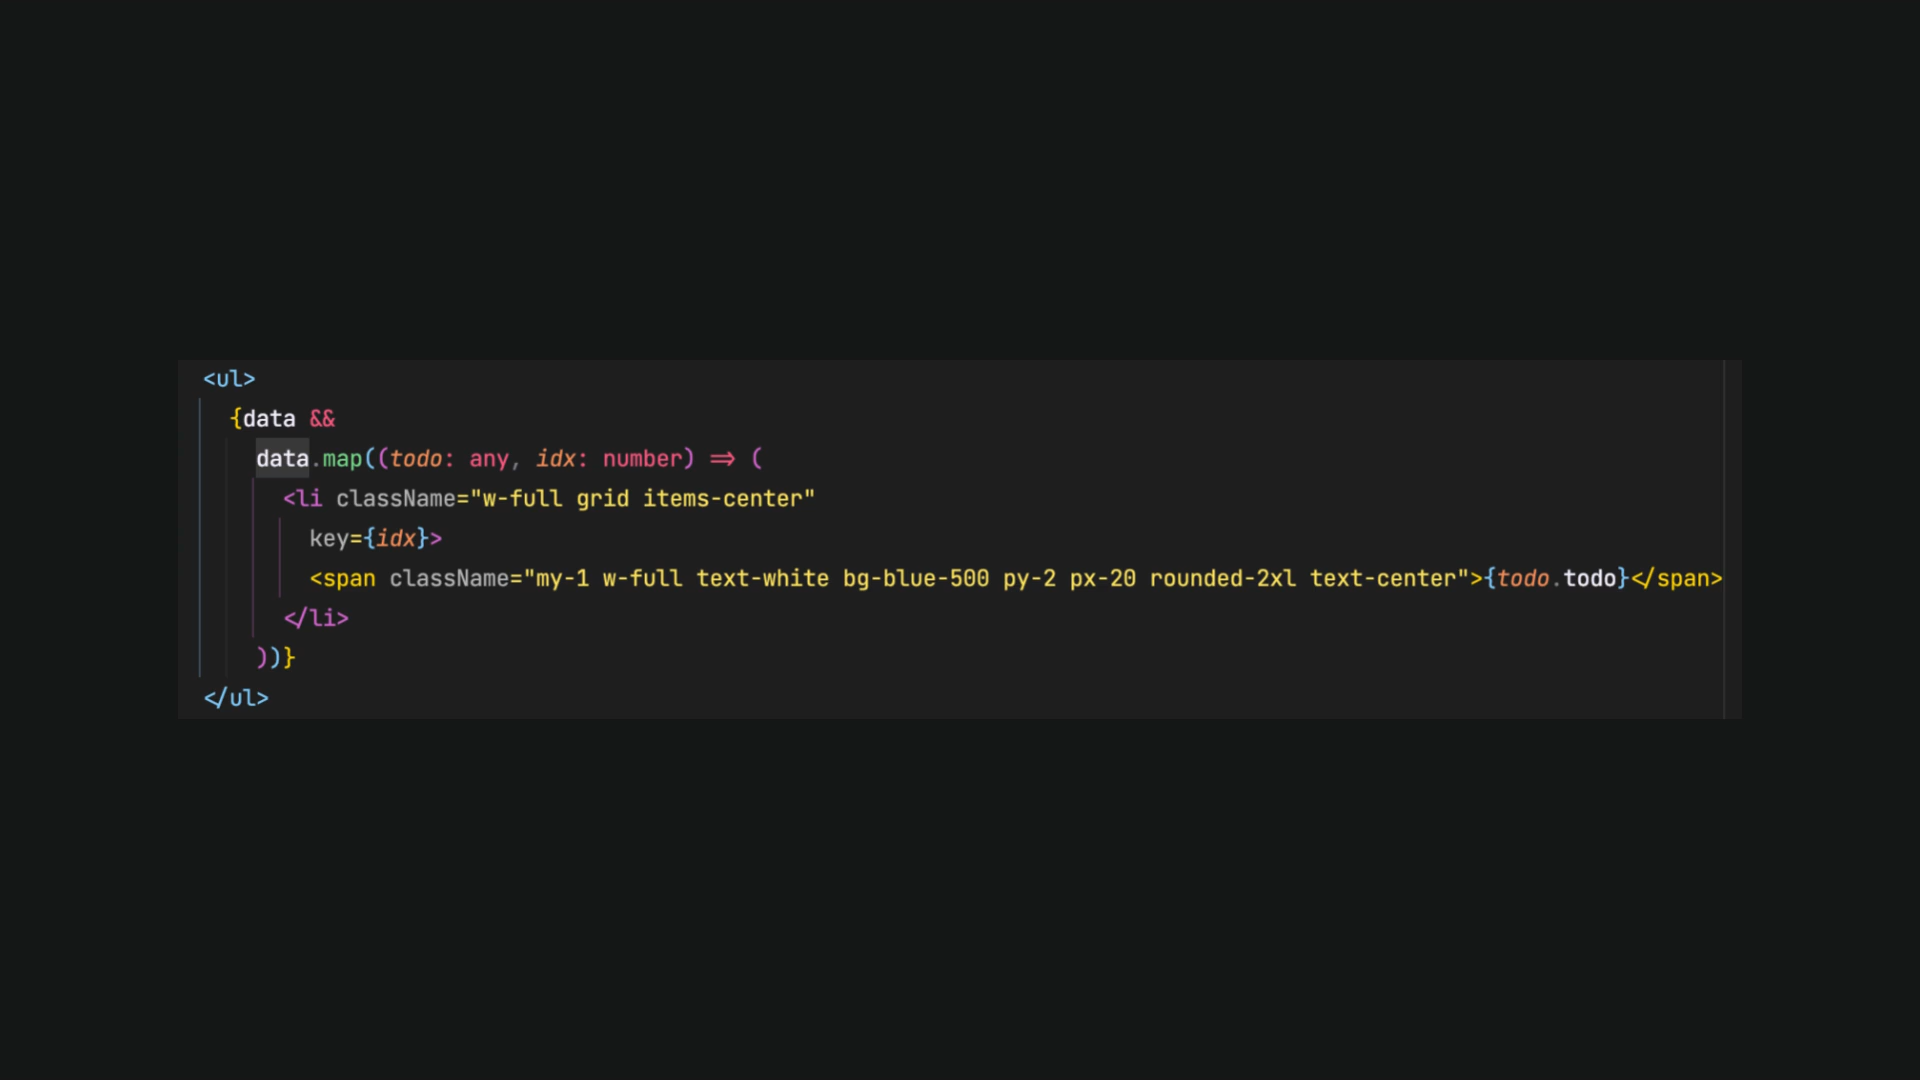 <ul>
{data &&
data.map((todo: any, idx: number) => (
<li className="w-full grid items-center"
key={idx}>
<span className="my-1 w-full text-white bg-blue-500 py-2 px-20 rounded-2xl text-center">{todo.todo}</span>
</li>
))}
</ul>